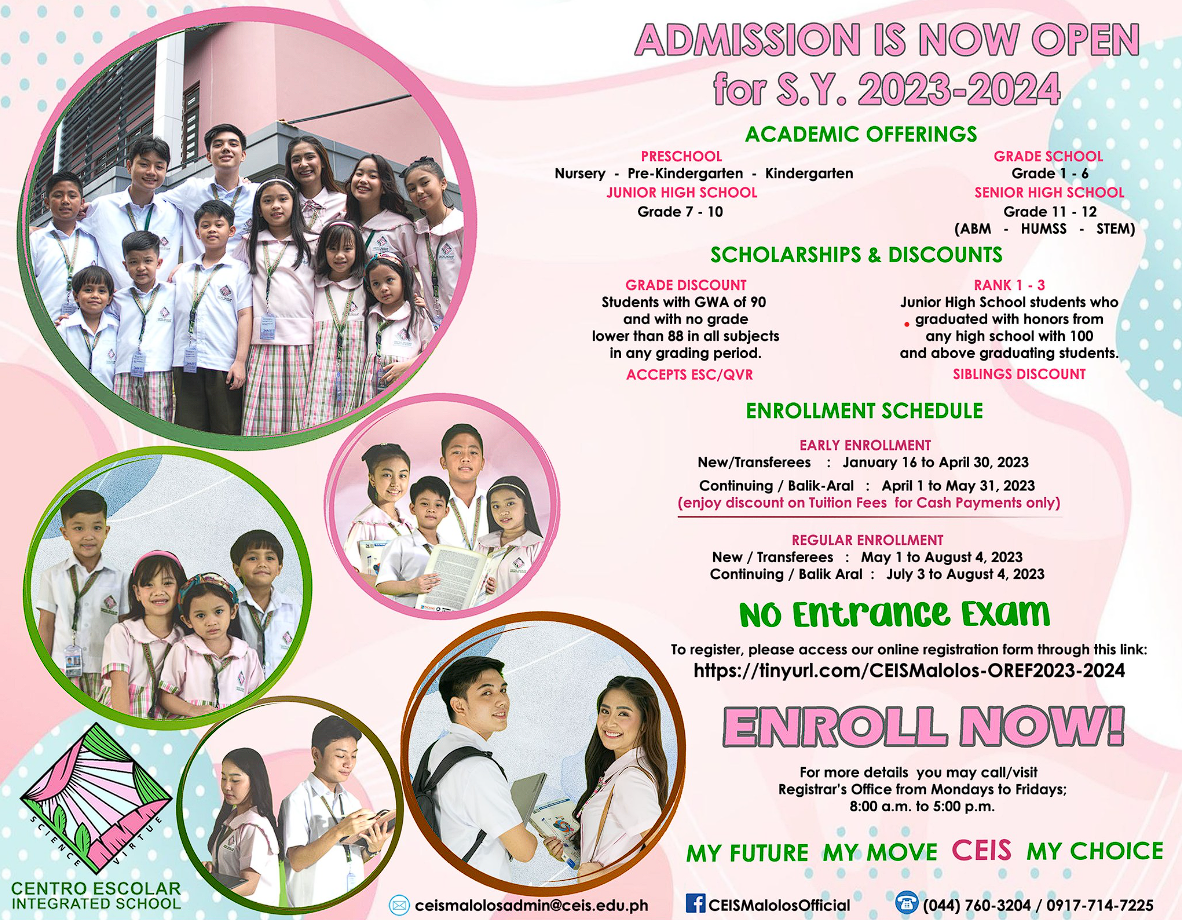 ADMISSION IS NOW OPEN
for S.Y. 2023-2024
ACADEMIC OFFERINGS
PRESCHOOL
Nursery - Pre-Kindergarten - Kindergarten
JUNIOR HIGH SCHOOL
Grade 7 - 10
GRADE SCHOOL
Grade 1 - 6
SENIOR HIGH SCHOOL
Grade 11 - 12
(ABM - HUMSS - STEM)
SCHOLARSHIPS & DISCOUNTS
GRADE DISCOUNT
Students with GWA of 90
and with no grade
lower than 88 in all subjects
in any grading period.
ACCEPTS ESC/QVR
RANK 1 - 3
Junior High School students who
graduated with honors from
any high school with 100
and above graduating students.
SIBLINGS DISCOUNT
ENROLLMENT SCHEDULE
EARLY ENROLLMENT
New/Transferees : January 16 to April 30, 2023
Continuing / Balik-Aral : April 1 to May 31, 2023
(enjoy discount on Tuition Fees for Cash Payments only)
REGULAR ENROLLMENT
New / Transferees : May 1 to August 4, 2023
Continuing / Balik Aral : July 3 to August 4, 2023
No Entrance Exam
To register, please access our online registration form through this link:
https://tinyurl.com/CEISMalolos-OREF2023-2024
ENROLL NOW!
For more details you may call/visit
Registrar's Office from Mondays to Fridays;
8:00 a.m. to 5:00 p.m.
MY FUTURE MY MOVE CEIS MY CHOICE
SCIENCE VIRTUE
CENTRO ESCOLAR
INTEGRATED SCHOOL
ceismalolosadmin@ceis.edu.ph
CEISMalolosOfficial
(044) 760-3204 / 0917-714-7225